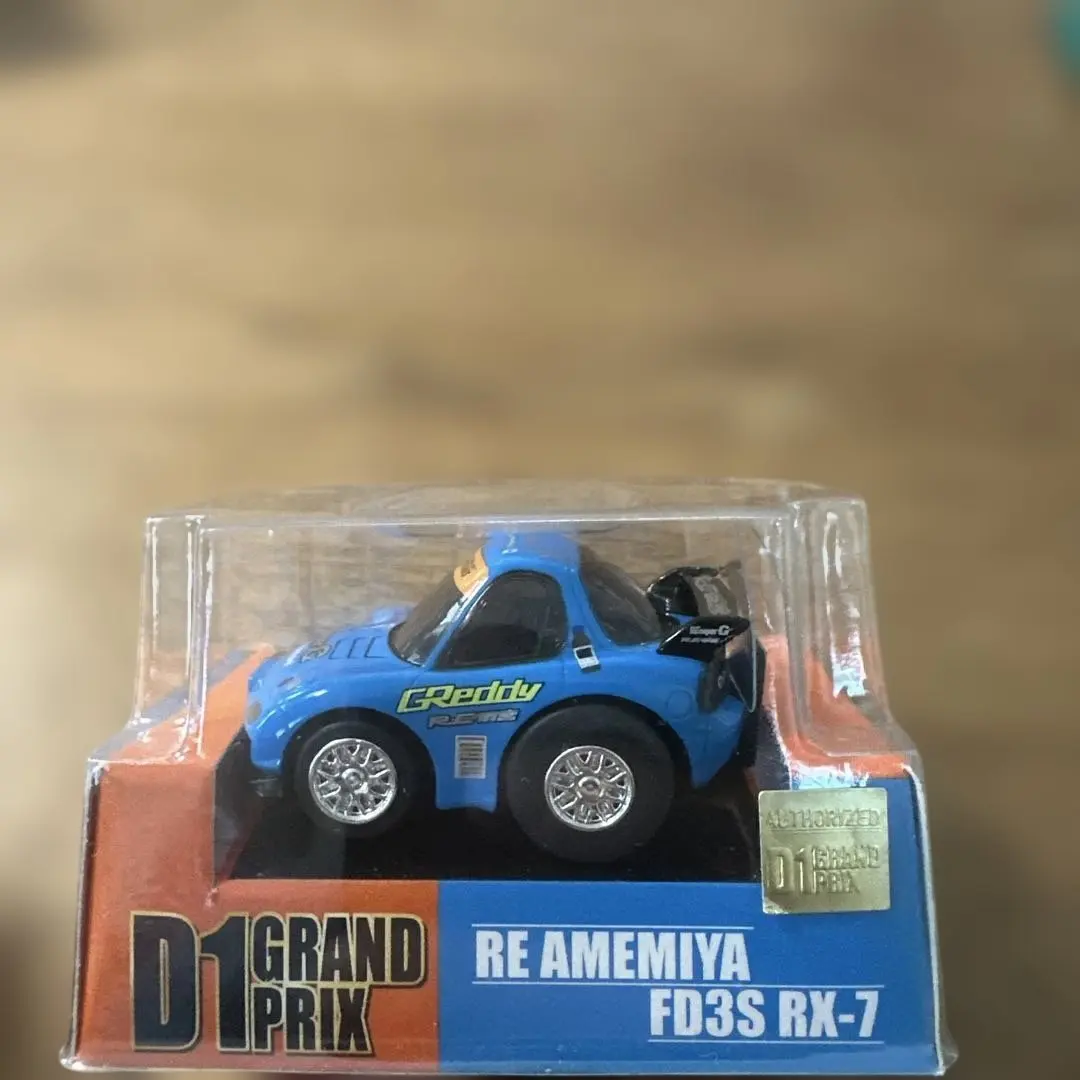 GReddy
AUTHORIZED
D1 GRAND
PRIX
D1 GRAND
PRIX
RE AMEMIYA
FD3S RX-7